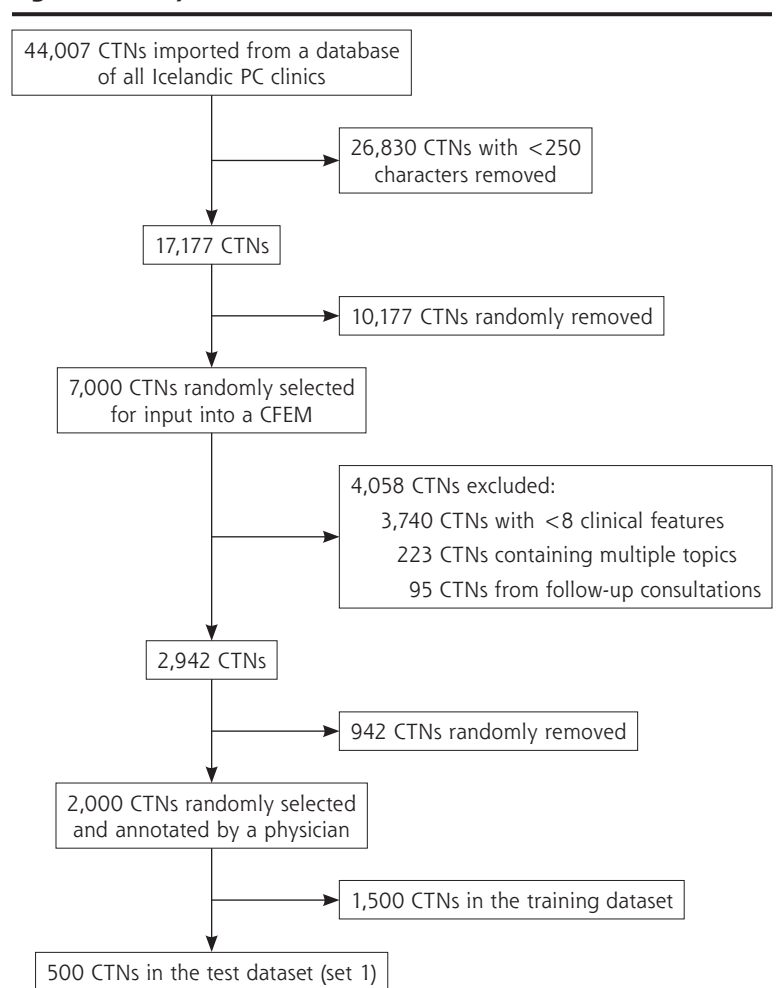 44,007 CTNs imported from a database
of all Icelandic PC clinics
26,830 CTNs with <250
characters removed
17,177 CTNs
10,177 CTNs randomly removed
7,000 CTNs randomly selected
for input into a CFEM
4,058 CTNs excluded:
3,740 CTNs with <8 clinical features
223 CTNs containing multiple topics
95 CTNs from follow-up consultations
2,942 CTNs
942 CTNs randomly removed
2,000 CTNs randomly selected
and annotated by a physician
1,500 CTNs in the training dataset
500 CTNs in the test dataset (set 1)